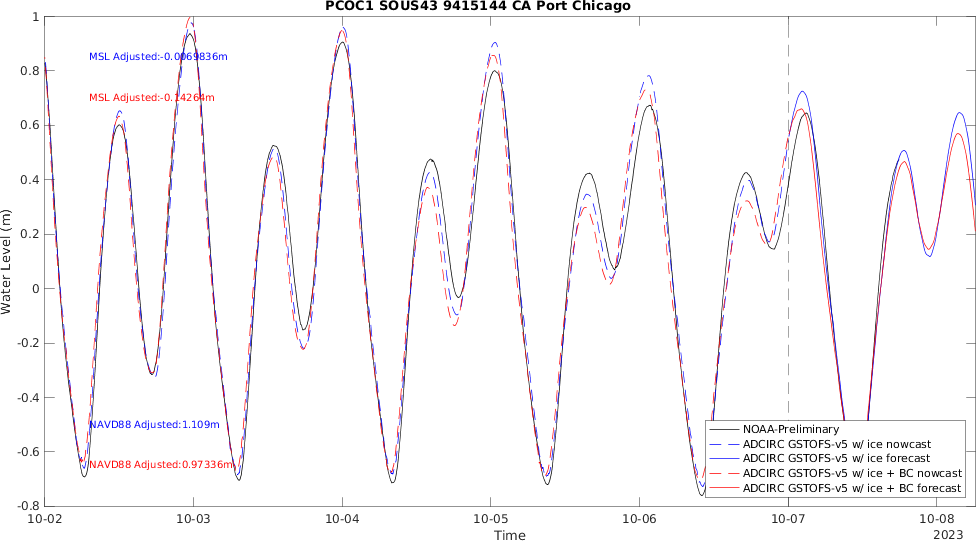 PCOC1 SOUS43 9415144 CA Port Chicago
Water Level (m)
1
0.8
0.6
0.4
0.2
0
-0.2
-0.4
-0.6
-0.8
MSL Adjusted:-0.0069836m
MSL Adjusted:-0.14264m
NAVD88 Adjusted:1.109m
NAVD88 Adjusted:0.97336m
NOAA-Preliminary
ADCIRC GSTOFS-v5 w/ ice nowcast
ADCIRC GSTOFS-v5 w/ ice forecast
ADCIRC GSTOFS-v5 w/ ice + BC nowcast
ADCIRC GSTOFS-v5 w/ ice + BC forecast
10-02 10-03 10-04 10-05 10-06 10-07 10-08
Time
2023